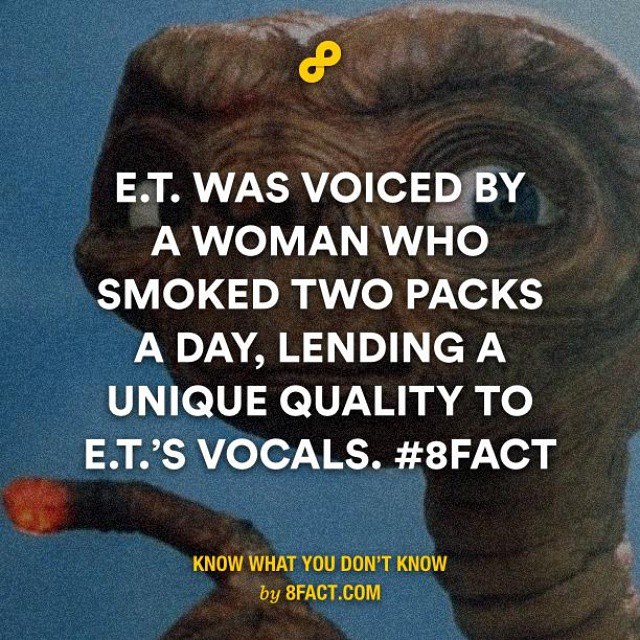 E.T. WAS VOICED BY
A WOMAN WHO
SMOKED TWO PACKS
A DAY, LENDING A
UNIQUE QUALITY TO
E.T.'S VOCALS. #8FACT
KNOW WHAT YOU DON'T KNOW
by 8FACT.COM